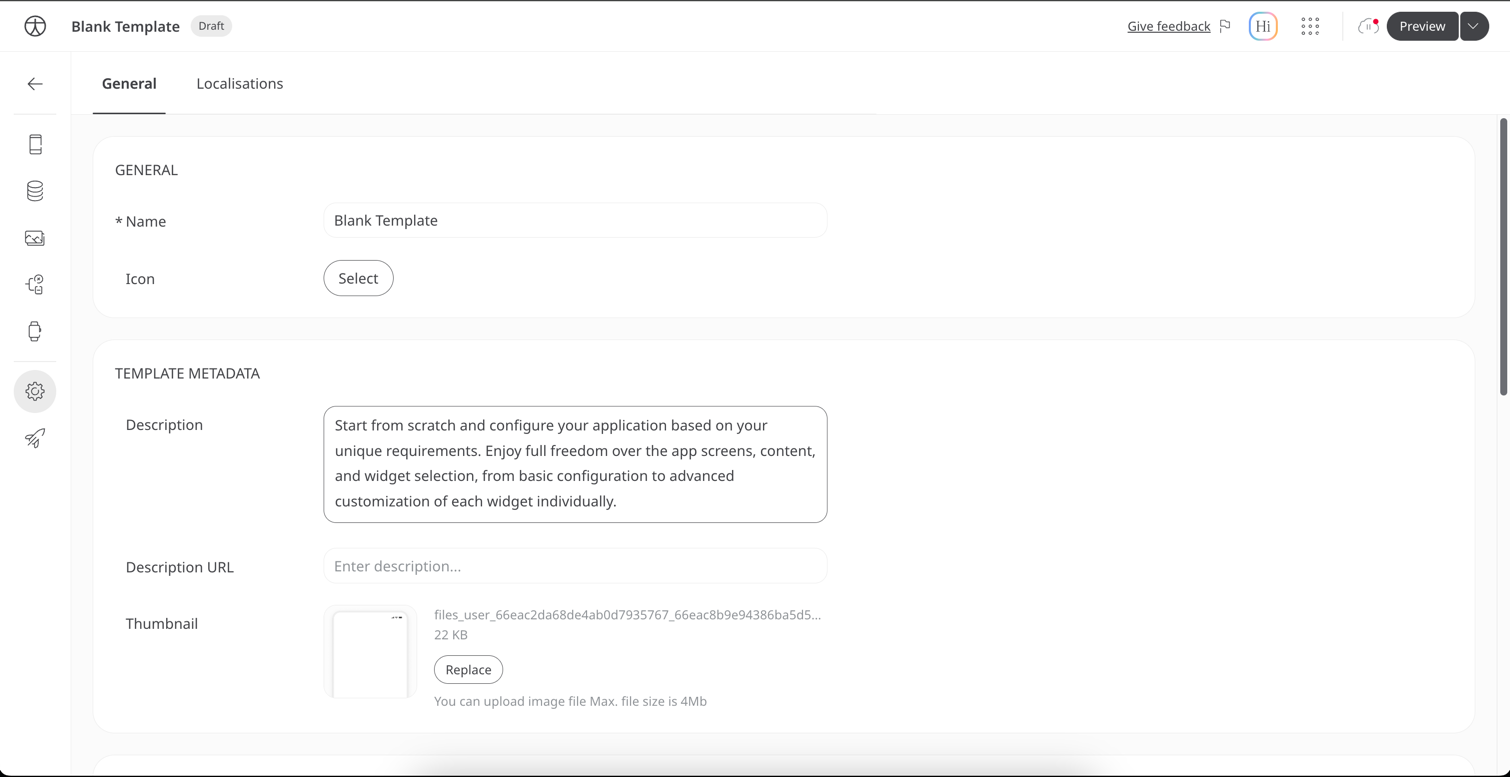 Blank Template Draft Give feedback Hi Preview
General Localisations
GENERAL
* Name Blank Template
Icon Select
TEMPLATE METADATA
Description
Start from scratch and configure your application based on your
unique requirements. Enjoy full freedom over the app screens, content,
and widget selection, from basic configuration to advanced
customization of each widget individually.
Description URL Enter description...
Thumbnail
files_user_66eac2da68de4ab0d7935767_66eac8b9e94386ba5d5...
22 KB
Replace
You can upload image file Max. file size is 4Mb